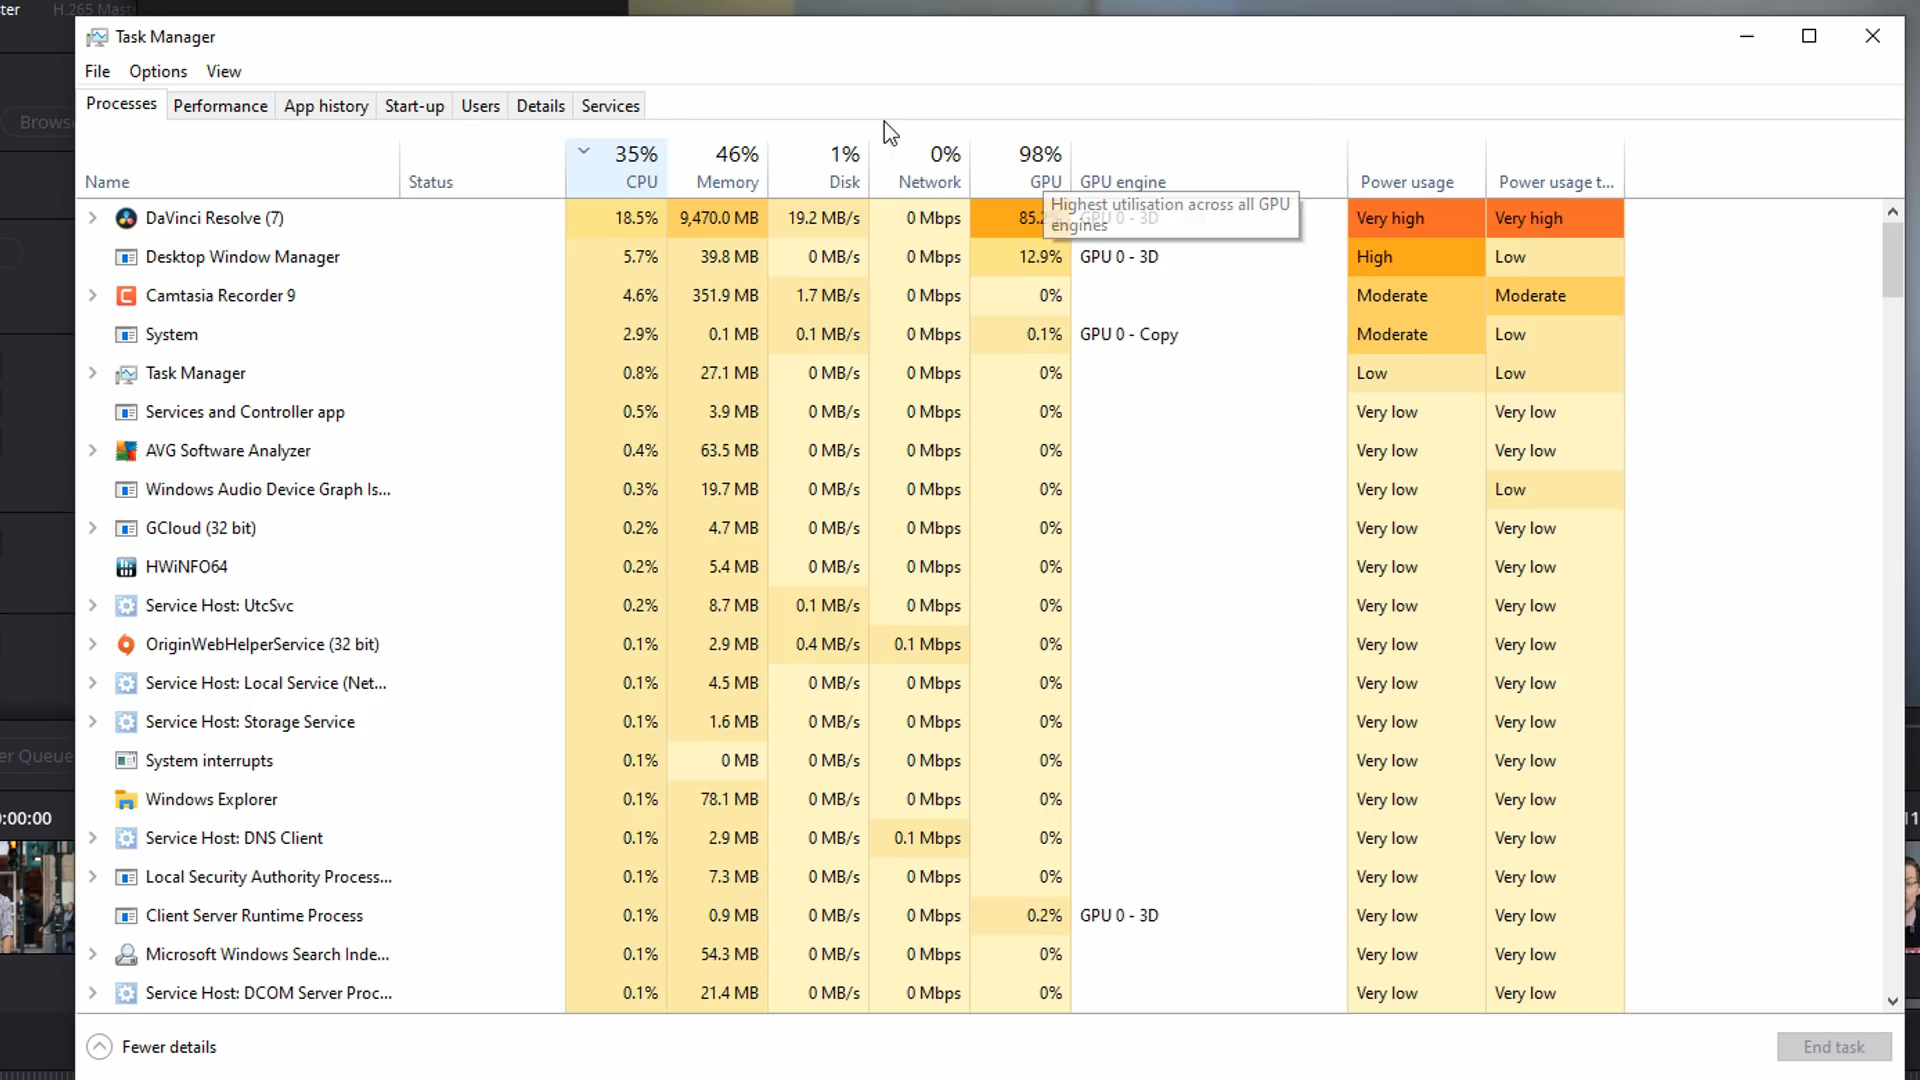 ter H.265 Mast
Task Manager
File Options View
Processes Performance App history Start-up Users Details Services
Brows
35% 46% 1% 0% 98%
Name Status CPU Memory Disk Network GPU GPU engine Power usage Power usage t...
Highest utilisation across all GPU
engines
DaVinci Resolve (7) 18.5% 9,470.0 MB 19.2 MB/s 0 Mbps 85. GPU 0 - 3D Very high Very high
Desktop Window Manager 5.7% 39.8 MB 0 MB/s 0 Mbps 12.9% GPU 0 - 3D High Low
Camtasia Recorder 9 4.6% 351.9 MB 1.7 MB/s 0 Mbps 0% Moderate Moderate
System 2.9% 0.1 MB 0.1 MB/s 0 Mbps 0.1% GPU 0 - Copy Moderate Low
Task Manager 0.8% 27.1 MB 0 MB/s 0 Mbps 0% Low Low
Services and Controller app 0.5% 3.9 MB 0 MB/s 0 Mbps 0% Very low Very low
AVG Software Analyzer 0.4% 63.5 MB 0 MB/s 0 Mbps 0% Very low Very low
Windows Audio Device Graph Is... 0.3% 19.7 MB 0 MB/s 0 Mbps 0% Very low Low
GCloud (32 bit) 0.2% 4.7 MB 0 MB/s 0 Mbps 0% Very low Very low
HWiNFO64 0.2% 5.4 MB 0 MB/s 0 Mbps 0% Very low Very low
Service Host: UtcSvc 0.2% 8.7 MB 0.1 MB/s 0 Mbps 0% Very low Very low
OriginWebHelperService (32 bit) 0.1% 2.9 MB 0.4 MB/s 0.1 Mbps 0% Very low Very low
Service Host: Local Service (Net... 0.1% 4.5 MB 0 MB/s 0 Mbps 0% Very low Very low
Service Host: Storage Service 0.1% 1.6 MB 0 MB/s 0 Mbps 0% Very low Very low
er Queue
System interrupts 0.1% 0 MB 0 MB/s 0 Mbps 0% Very low Very low
Windows Explorer 0.1% 78.1 MB 0 MB/s 0 Mbps 0% Very low Very low
:00:00
11
Service Host: DNS Client 0.1% 2.9 MB 0 MB/s 0.1 Mbps 0% Very low Very low
Local Security Authority Process... 0.1% 7.3 MB 0 MB/s 0 Mbps 0% Very low Very low
Client Server Runtime Process 0.1% 0.9 MB 0 MB/s 0 Mbps 0.2% GPU 0 - 3D Very low Very low
Microsoft Windows Search Inde... 0.1% 54.3 MB 0 MB/s 0 Mbps 0% Very low Very low
Service Host: DCOM Server Proc... 0.1% 21.4 MB 0 MB/s 0 Mbps 0% Very low Very low
Fewer details End task